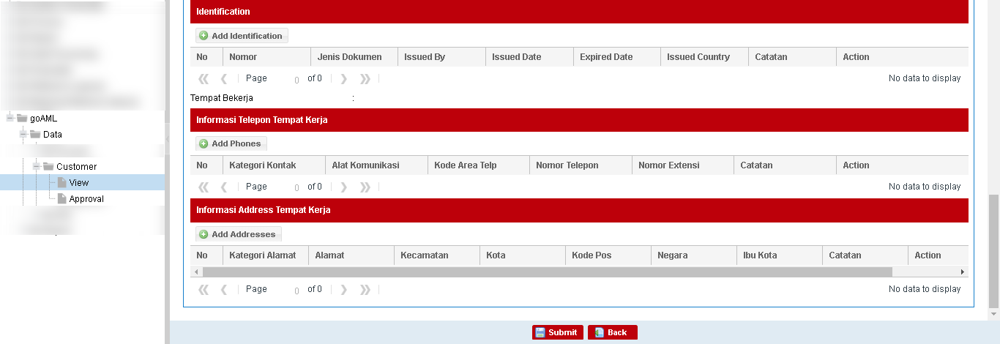 goAML
Data
Customer
View
Approval
Identification
Add Identification
No Nomor Jenis Dokumen Issued By Issued Date Expired Date Issued Country Catatan Action
Page 0 of 0 No data to display
Tempat Bekerja :
Informasi Telepon Tempat Kerja
Add Phones
No Kategori Kontak Alat Komunikasi Kode Area Telp Nomor Telepon Nomor Extensi Catatan Action
Page 0 of 0 No data to display
Informasi Address Tempat Kerja
Add Addresses
No Kategori Alamat Alamat Kecamatan Kota Kode Pos Negara Ibu Kota Catatan Action
Page 0 of 0 No data to display
Submit Back